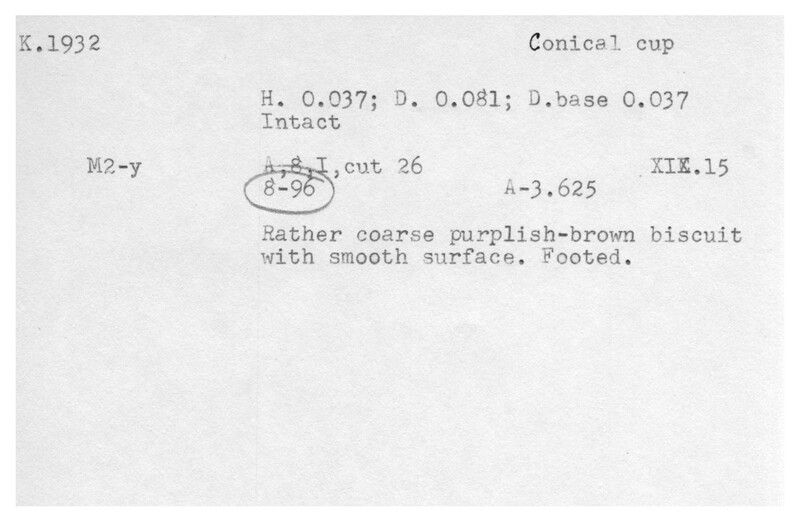 K.1932 Conical cup
H. 0.037; D. 0.081; D.base 0.037
Intact
M2-y A,8,I,cut 26 XIX.15
8-96 A-3.625
Rather coarse purplish-brown biscuit
with smooth surface. Footed.